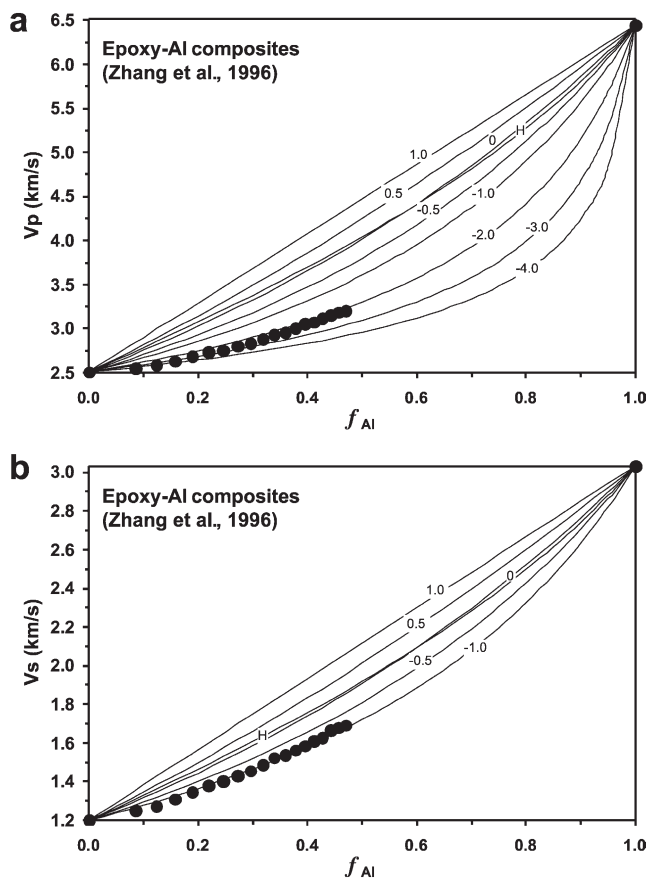 a
Epoxy-Al composites
(Zhang et al., 1996)
Vp (km/s)
6.5
6.0
5.5
5.0
4.5
4.0
3.5
3.0
2.5
1.0
0.5
0
H
-0.5
-1.0
-2.0
-3.0
-4.0
0.0 0.2 0.4 0.6 0.8 1.0
f Al
b
Epoxy-Al composites
(Zhang et al., 1996)
Vs (km/s)
3.0
2.8
2.6
2.4
2.2
2.0
1.8
1.6
1.4
1.2
1.0
0.5
0
-0.5
-1.0
H
0.0 0.2 0.4 0.6 0.8 1.0
f Al